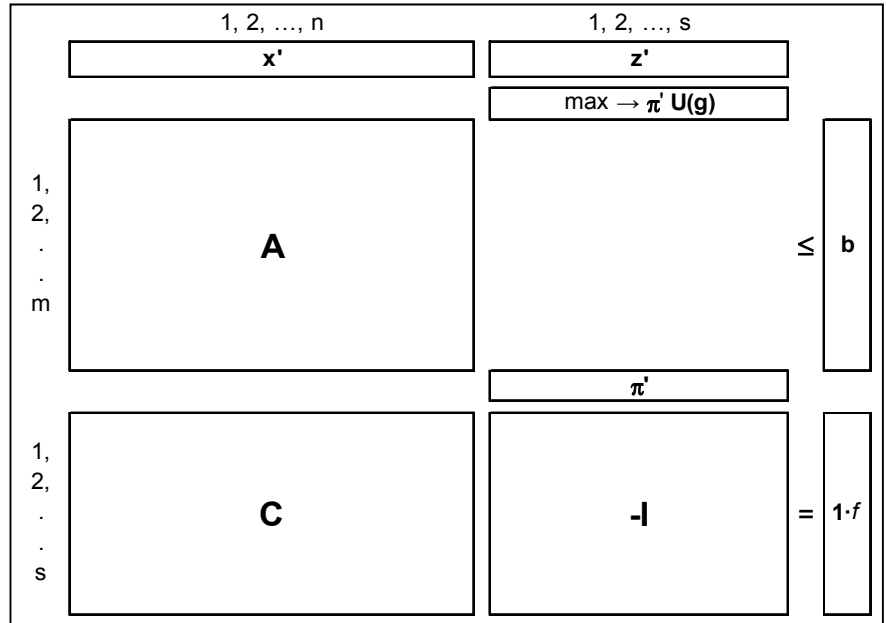 1, 2, …, n 1, 2, …, s
x' z'
max → π' U(g)
1,
2,
.
.
m
A
≤
b
π'
1,
2,
.
.
s
C
-I
=
1·f